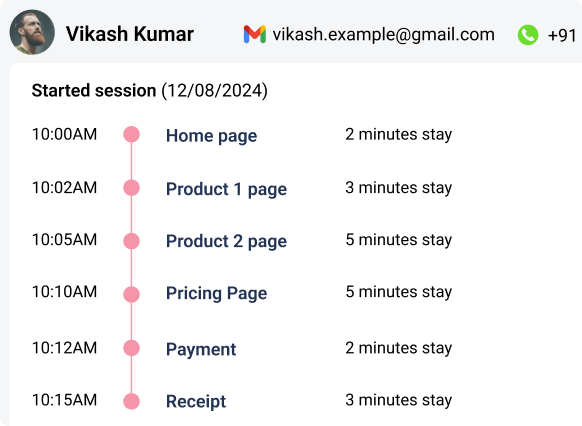 Vikash Kumar vikash.example@gmail.com +91
Started session (12/08/2024)
10:00AM Home page 2 minutes stay
10:02AM Product 1 page 3 minutes stay
10:05AM Product 2 page 5 minutes stay
10:10AM Pricing Page 5 minutes stay
10:12AM Payment 2 minutes stay
10:15AM Receipt 3 minutes stay